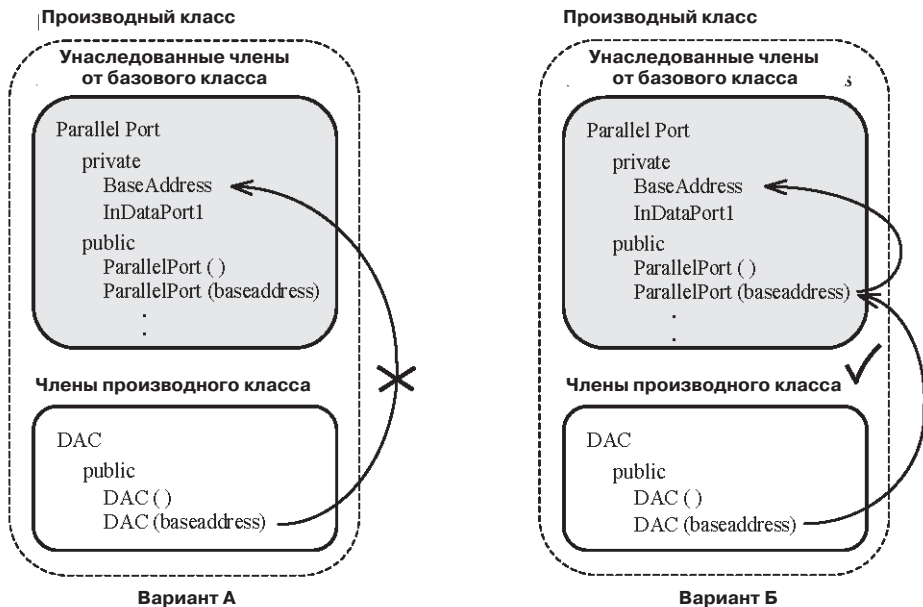 Производный класс
Унаследованные члены
от базового класса
Parallel Port
private
BaseAddress
InDataPort1
public
ParallelPort ( )
ParallelPort (baseaddress)
:
Члены производного класса
DAC
public
DAC ( )
DAC (baseaddress)
Вариант А
Производный класс
Унаследованные члены
от базового класса
Parallel Port
private
BaseAddress
InDataPort1
public
ParallelPort ( )
ParallelPort (baseaddress)
:
Члены производного класса
DAC
public
DAC ( )
DAC (baseaddress)
Вариант Б